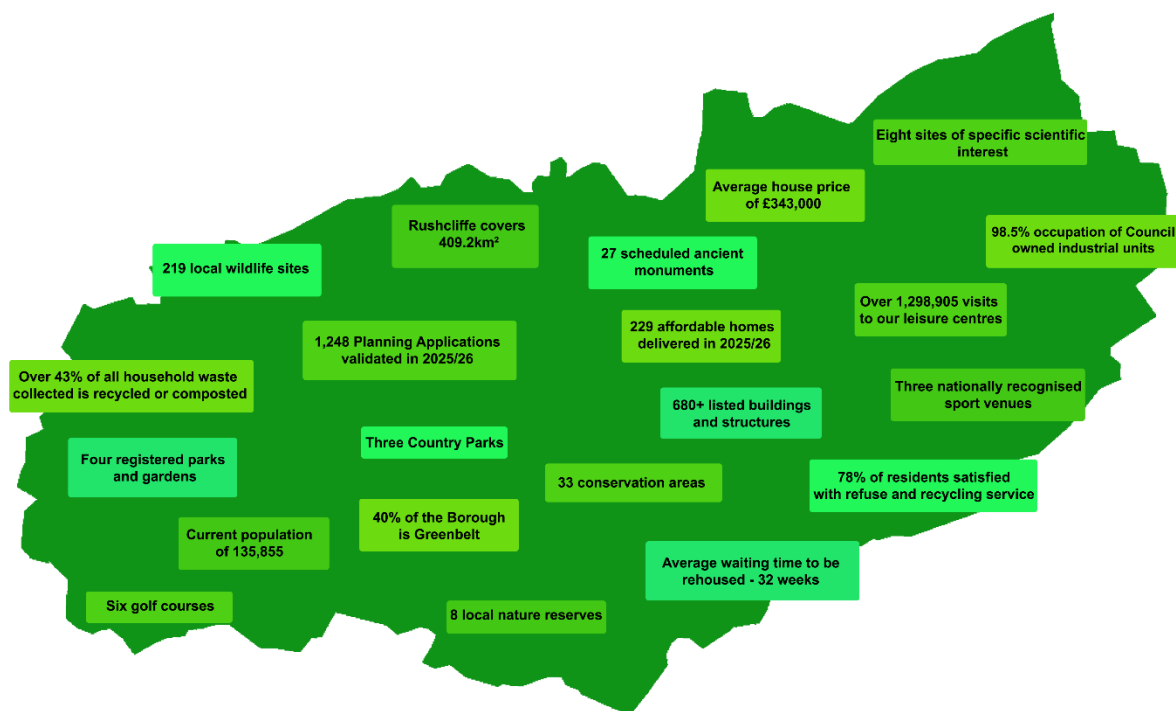 Eight sites of specific scientific
interest
Average house price
of £343,000
Rushcliffe covers
409.2km²
98.5% occupation of Council
owned industrial units
27 scheduled ancient
monuments
219 local wildlife sites
Over 1,298,905 visits
to our leisure centres
229 affordable homes
delivered in 2025/26
1,248 Planning Applications
validated in 2025/26
Over 43% of all household waste
collected is recycled or composted
Three nationally recognised
sport venues
680+ listed buildings
and structures
Three Country Parks
Four registered parks
and gardens
33 conservation areas
78% of residents satisfied
with refuse and recycling service
40% of the Borough
is Greenbelt
Current population
of 135,855
Average waiting time to be
rehoused - 32 weeks
Six golf courses
8 local nature reserves